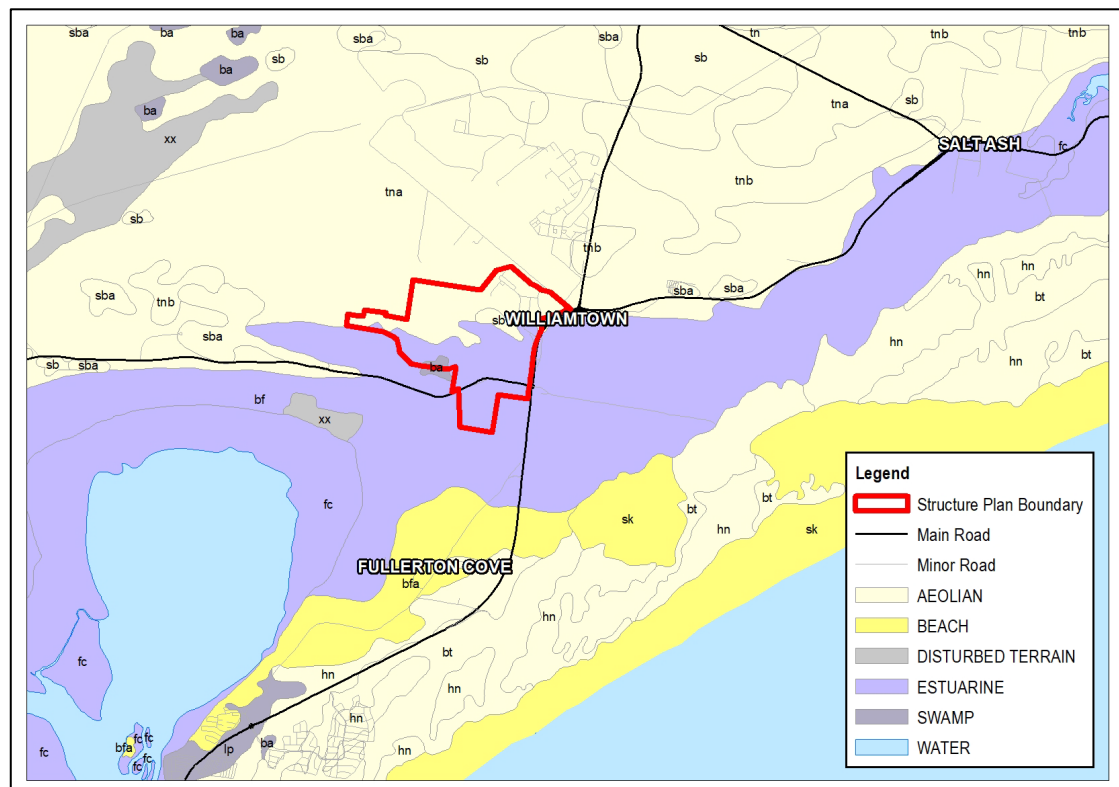 sba
ba
ba
sba
sba
tn
tnb
tnb
ba
sb
sb
sb
ba
tna
sb
xx
SALT ASH
fc
tna
tnb
sb
tnb
hn
hn
bt
sba
tnb
sba
sba
sb
WILLIAMTOWN
sba
hn
hn
bt
sb
sba
ba
bf
xx
fc
sk
bt
hn
bt
sk
FULLERTON COVE
bfa
hn
hn
bt
fc
hn
hn
hn
hn
fc
bfa
fc
fc
fc
fc
lp
ba
Legend
Structure Plan Boundary
Main Road
Minor Road
AEOLIAN
BEACH
DISTURBED TERRAIN
ESTUARINE
SWAMP
WATER